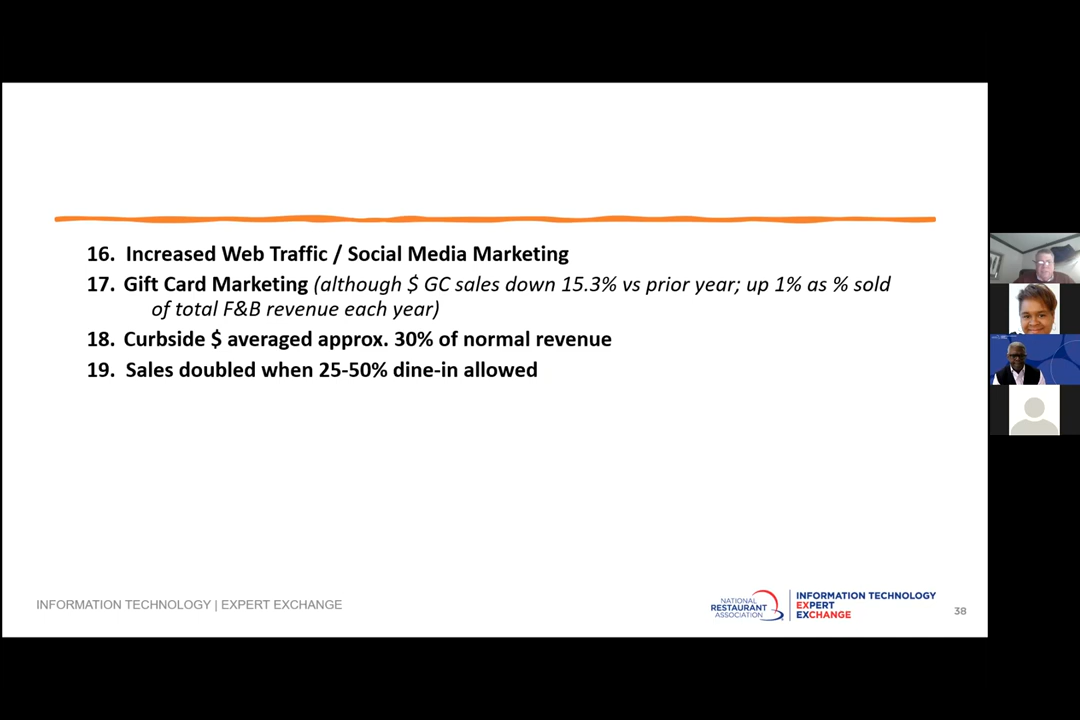 16. Increased Web Traffic / Social Media Marketing
17. Gift Card Marketing (although $ GC sales down 15.3% vs prior year; up 1% as % sold
of total F&B revenue each year)
18. Curbside $ averaged approx. 30% of normal revenue
19. Sales doubled when 25-50% dine-in allowed
INFORMATION TECHNOLOGY | EXPERT EXCHANGE
NATIONAL
RESTAURANT
ASSOCIATION
INFORMATION TECHNOLOGY
EXPERT
EXCHANGE
38